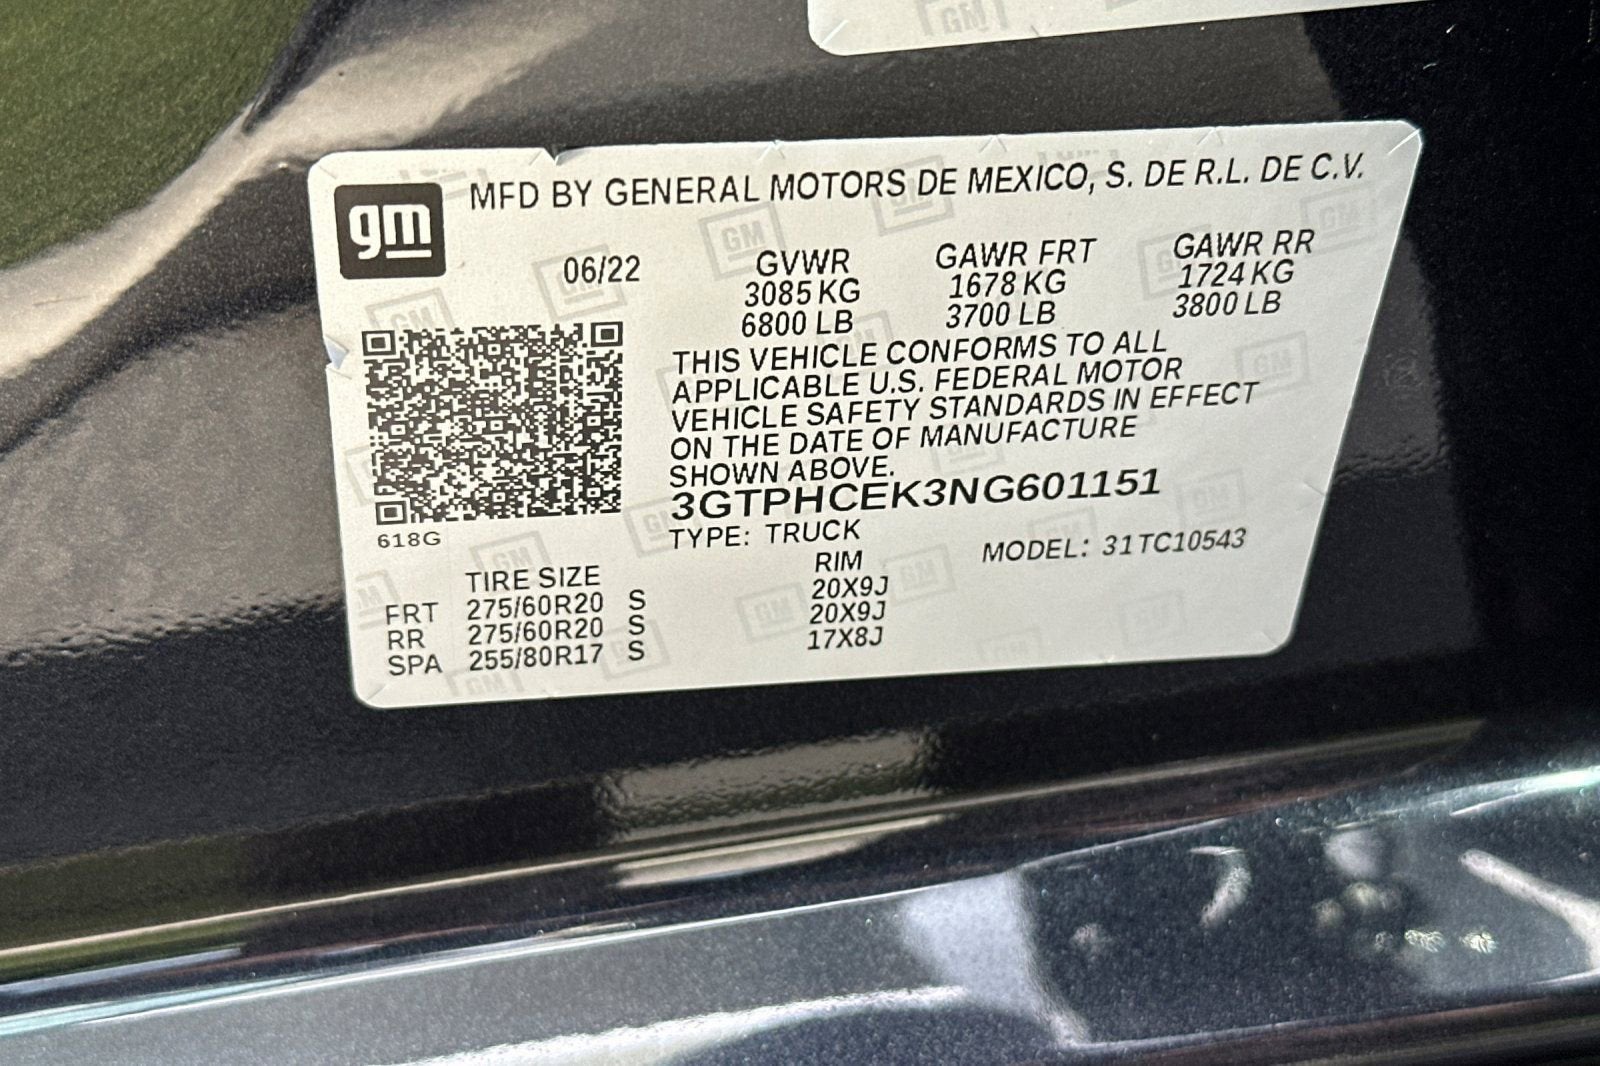 GM
gm
MFD BY GENERAL MOTORS DE MEXICO, S. DE R.L. DE C.V.
06/22 GVWR GAWR FRT GAWR RR
3085 KG 1678 KG 1724 KG
6800 LB 3700 LB 3800 LB
THIS VEHICLE CONFORMS TO ALL
APPLICABLE U.S. FEDERAL MOTOR
VEHICLE SAFETY STANDARDS IN EFFECT
ON THE DATE OF MANUFACTURE
SHOWN ABOVE.
3GTPHCEK3NG601151
618G
TYPE: TRUCK MODEL: 31TC10543
TIRE SIZE RIM
FRT 275/60R20 S 20X9J
RR 275/60R20 S 20X9J
SPA 255/80R17 S 17X8J